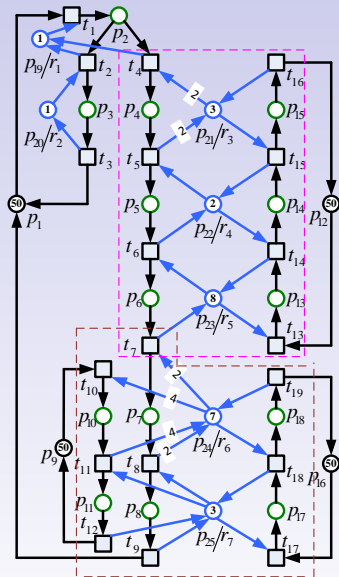 t1
p2
1
p19/r1
t2
t4
t16
2
3
1
p3
p4
p21/r3
p15
p20/r2
2
t3
t5
t15
50
p1
p5
2
p14
50
p12
p22/r4
t6
t14
p6
8
p13
p23/r5
t7
t13
t10
2
t19
4
p10
p7
7
p18
50
p9
4
p24/r6
50
p16
t11
2
t8
t18
p11
p8
3
p17
t12
p25/r7
t9
t17